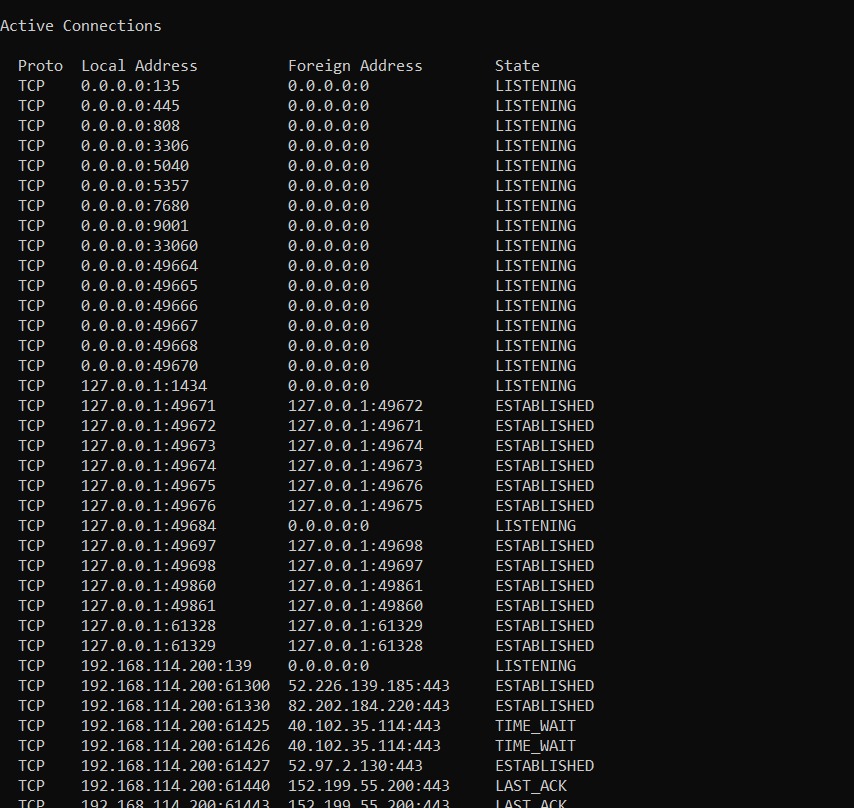 Active Connections
Proto  Local Address          Foreign Address        State
TCP    0.0.0.0:135            0.0.0.0:0              LISTENING
TCP    0.0.0.0:445            0.0.0.0:0              LISTENING
TCP    0.0.0.0:808            0.0.0.0:0              LISTENING
TCP    0.0.0.0:3306           0.0.0.0:0              LISTENING
TCP    0.0.0.0:5040           0.0.0.0:0              LISTENING
TCP    0.0.0.0:5357           0.0.0.0:0              LISTENING
TCP    0.0.0.0:7680           0.0.0.0:0              LISTENING
TCP    0.0.0.0:9001           0.0.0.0:0              LISTENING
TCP    0.0.0.0:33060          0.0.0.0:0              LISTENING
TCP    0.0.0.0:49664          0.0.0.0:0              LISTENING
TCP    0.0.0.0:49665          0.0.0.0:0              LISTENING
TCP    0.0.0.0:49666          0.0.0.0:0              LISTENING
TCP    0.0.0.0:49667          0.0.0.0:0              LISTENING
TCP    0.0.0.0:49668          0.0.0.0:0              LISTENING
TCP    0.0.0.0:49670          0.0.0.0:0              LISTENING
TCP    127.0.0.1:1434         0.0.0.0:0              LISTENING
TCP    127.0.0.1:49671        127.0.0.1:49672        ESTABLISHED
TCP    127.0.0.1:49672        127.0.0.1:49671        ESTABLISHED
TCP    127.0.0.1:49673        127.0.0.1:49674        ESTABLISHED
TCP    127.0.0.1:49674        127.0.0.1:49673        ESTABLISHED
TCP    127.0.0.1:49675        127.0.0.1:49676        ESTABLISHED
TCP    127.0.0.1:49676        127.0.0.1:49675        ESTABLISHED
TCP    127.0.0.1:49684        0.0.0.0:0              LISTENING
TCP    127.0.0.1:49697        127.0.0.1:49698        ESTABLISHED
TCP    127.0.0.1:49698        127.0.0.1:49697        ESTABLISHED
TCP    127.0.0.1:49860        127.0.0.1:49861        ESTABLISHED
TCP    127.0.0.1:49861        127.0.0.1:49860        ESTABLISHED
TCP    127.0.0.1:61328        127.0.0.1:61329        ESTABLISHED
TCP    127.0.0.1:61329        127.0.0.1:61328        ESTABLISHED
TCP    192.168.114.200:139    0.0.0.0:0              LISTENING
TCP    192.168.114.200:61300  52.226.139.185:443     ESTABLISHED
TCP    192.168.114.200:61330  82.202.184.220:443     ESTABLISHED
TCP    192.168.114.200:61425  40.102.35.114:443      TIME_WAIT
TCP    192.168.114.200:61426  40.102.35.114:443      TIME_WAIT
TCP    192.168.114.200:61427  52.97.2.130:443        ESTABLISHED
TCP    192.168.114.200:61440  152.199.55.200:443     LAST_ACK
TCP    192.168.114.200:61443  152.199.55.200:443     LAST_ACK